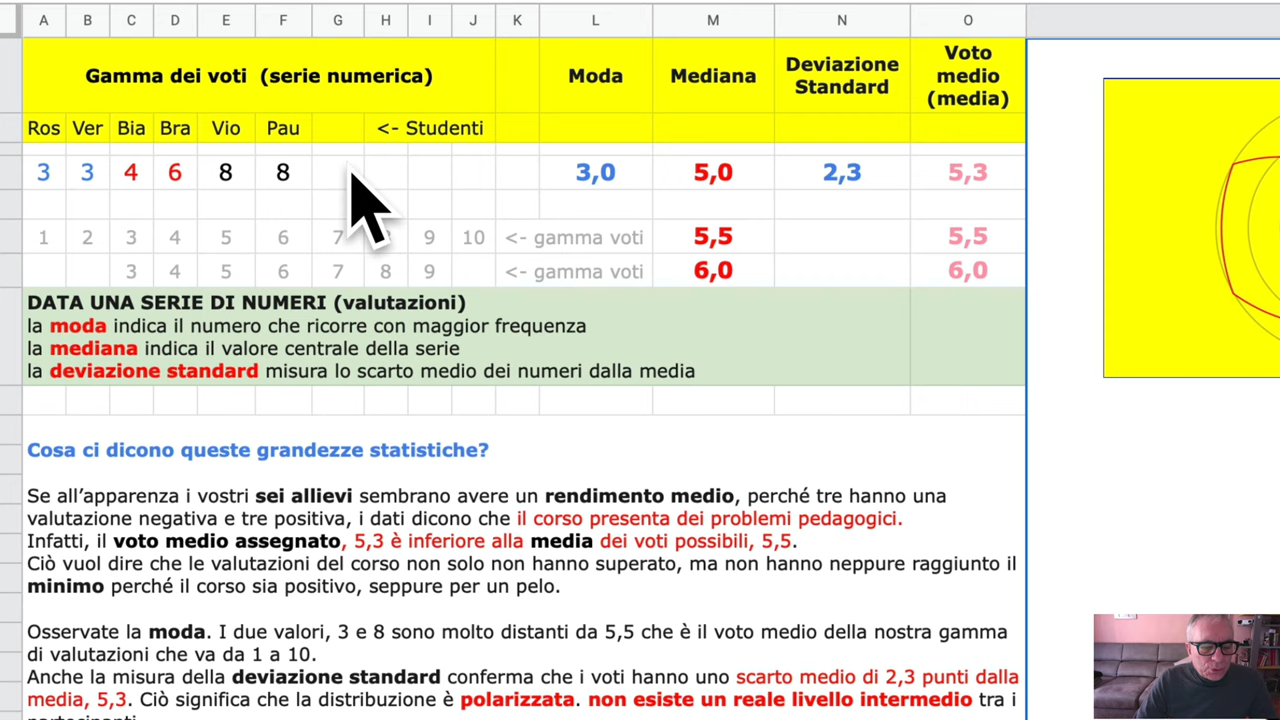 A B C D E F G H I J K L M N O
Gamma dei voti (serie numerica) Moda Mediana Deviazione Standard Voto medio (media)
Ros Ver Bia Bra Vio Pau <- Studenti
3 3 4 6 8 8 3,0 5,0 2,3 5,3
1 2 3 4 5 6 7 9 10 <- gamma voti 5,5 5,5
3 4 5 6 7 8 9 <- gamma voti 6,0 6,0
DATA UNA SERIE DI NUMERI (valutazioni)
la moda indica il numero che ricorre con maggior frequenza
la mediana indica il valore centrale della serie
la deviazione standard misura lo scarto medio dei numeri dalla media
Cosa ci dicono queste grandezze statistiche?
Se all’apparenza i vostri sei allievi sembrano avere un rendimento medio, perché tre hanno una
valutazione negativa e tre positiva, i dati dicono che il corso presenta dei problemi pedagogici.
Infatti, il voto medio assegnato, 5,3 è inferiore alla media dei voti possibili, 5,5.
Ciò vuol dire che le valutazioni del corso non solo non hanno superato, ma non hanno neppure raggiunto il
minimo perché il corso sia positivo, seppure per un pelo.
Osservate la moda. I due valori, 3 e 8 sono molto distanti da 5,5 che è il voto medio della nostra gamma
di valutazioni che va da 1 a 10.
Anche la misura della deviazione standard conferma che i voti hanno uno scarto medio di 2,3 punti dalla
media, 5,3. Ciò significa che la distribuzione è polarizzata. non esiste un reale livello intermedio tra i